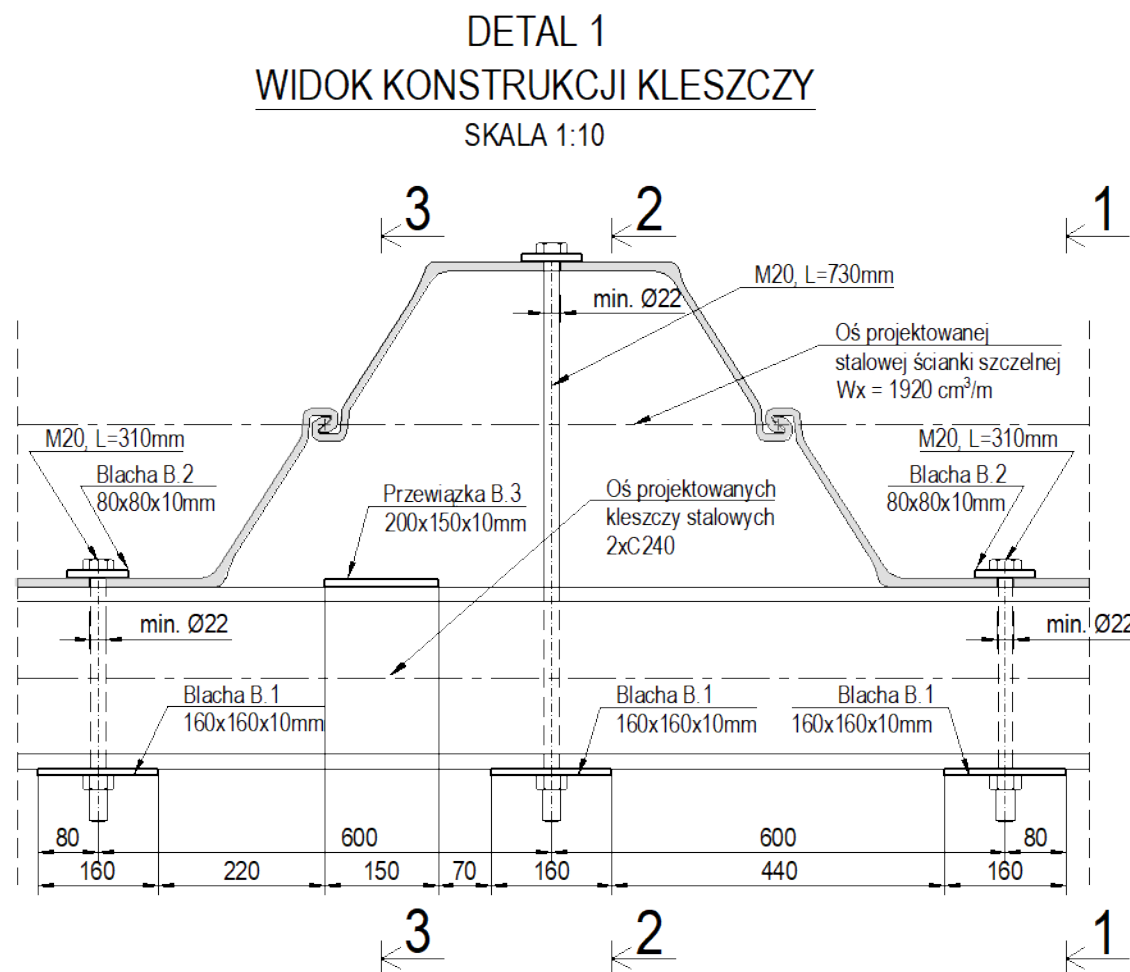 DETAL 1
WIDOK KONSTRUKCJI KLESZCZY
SKALA 1:10
3
2
1
M20, L=730mm
min. Ø22
Oś projektowanej
stalowej ścianki szczelnej
Wx = 1920 cm³/m
M20, L=310mm
Blacha B.2
80x80x10mm
Przewiązka B.3
200x150x10mm
Oś projektowanych
kleszczy stalowych
2xC240
M20, L=310mm
Blacha B.2
80x80x10mm
min. Ø22
min. Ø22
Blacha B.1
160x160x10mm
Blacha B.1
160x160x10mm
Blacha B.1
160x160x10mm
80
600
600
80
160
220
150
70
160
440
160
3
2
1